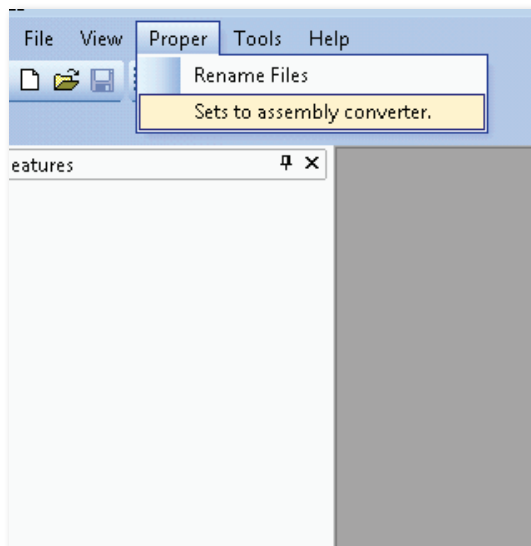 File View Proper Tools Help
Rename Files
Sets to assembly converter.
eatures